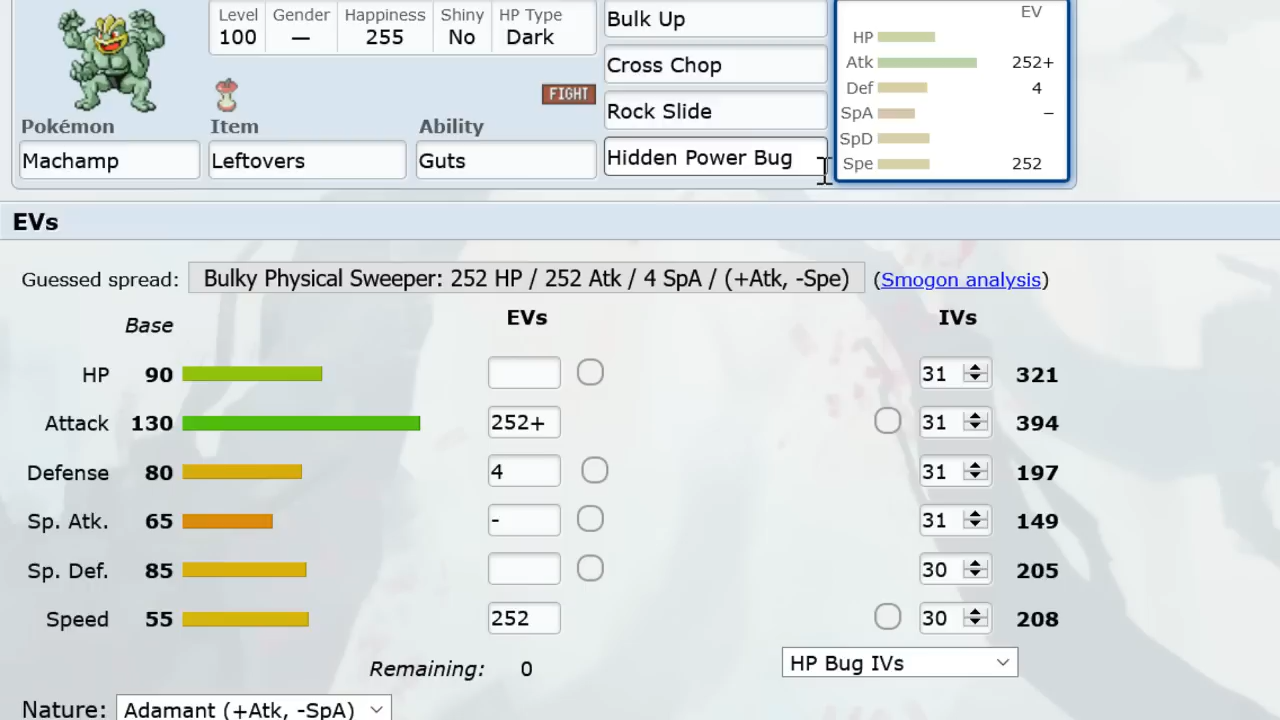 Level Gender Happiness Shiny HP Type
100 — 255 No Dark
FIGHT
Pokémon Item Ability
Machamp Leftovers Guts
Bulk Up
Cross Chop
Rock Slide
Hidden Power Bug
EV
HP
Atk 252+
Def 4
SpA –
SpD
Spe 252
EVs
Guessed spread: Bulky Physical Sweeper: 252 HP / 252 Atk / 4 SpA / (+Atk, -Spe) (Smogon analysis)
Base EVs IVs
HP 90 31 321
Attack 130 252+ 31 394
Defense 80 4 31 197
Sp. Atk. 65 - 31 149
Sp. Def. 85 30 205
Speed 55 252 30 208
Remaining: 0 HP Bug IVs
Nature: Adamant (+Atk, -SpA)